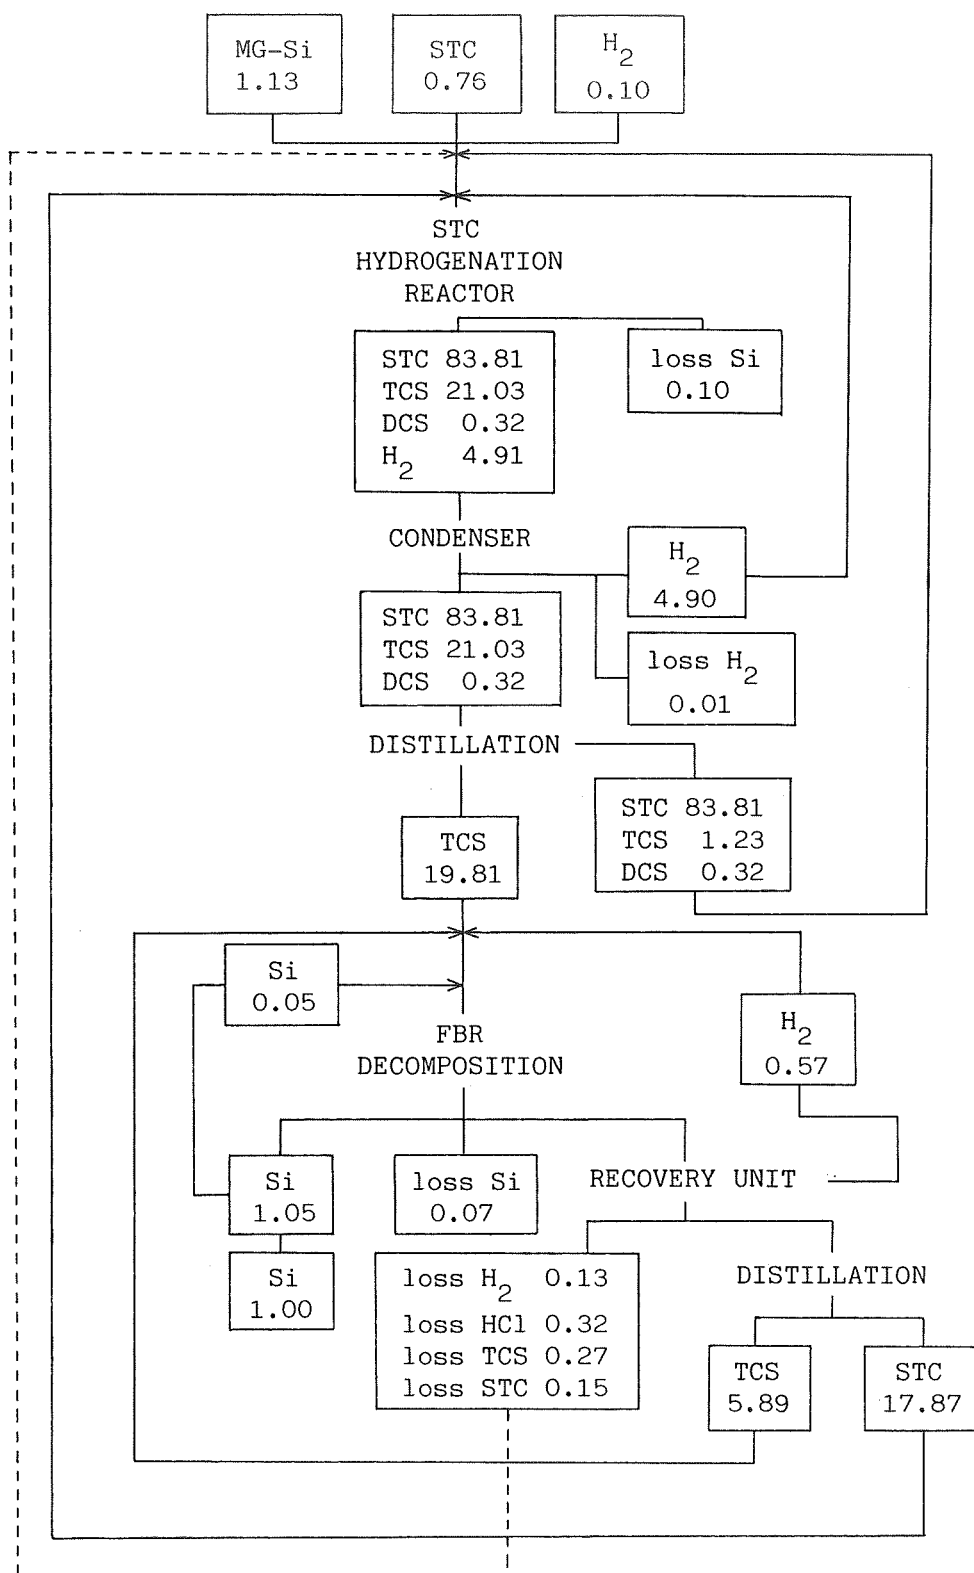 MG-Si
1.13
STC
0.76
H2
0.10
STC
HYDROGENATION
REACTOR
STC 83.81
TCS 21.03
DCS 0.32
H2 4.91
loss Si
0.10
CONDENSER
H2
4.90
STC 83.81
TCS 21.03
DCS 0.32
loss H2
0.01
DISTILLATION
TCS
19.81
STC 83.81
TCS 1.23
DCS 0.32
Si
0.05
H2
0.57
FBR
DECOMPOSITION
Si
1.05
loss Si
0.07
RECOVERY UNIT
Si
1.00
loss H2 0.13
loss HCl 0.32
loss TCS 0.27
loss STC 0.15
DISTILLATION
TCS
5.89
STC
17.87